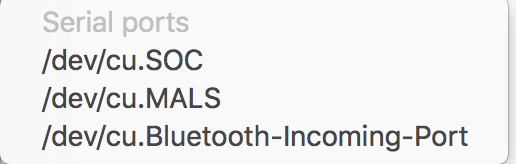 Serial ports
/dev/cu.SOC
/dev/cu.MALS
/dev/cu.Bluetooth-Incoming-Port